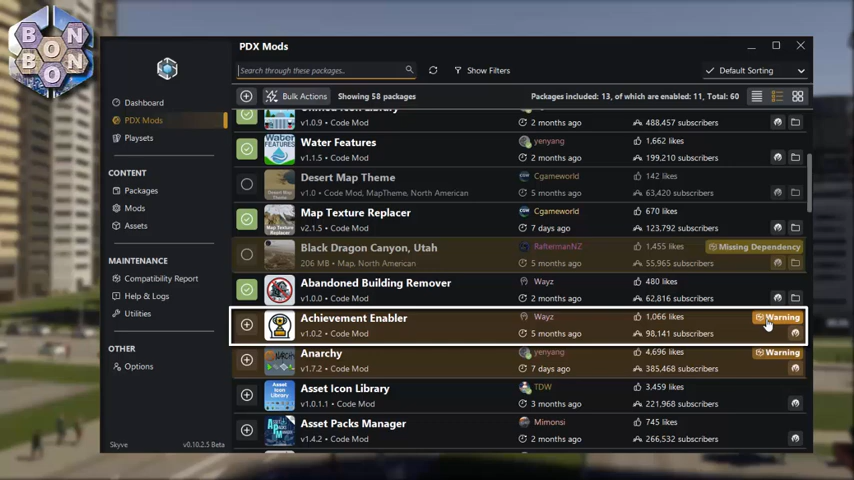 BON
BON
PDX Mods
Search through these packages..
Show Filters
Default Sorting
Bulk Actions
Showing 58 packages
Packages included: 13, of which are enabled: 11, Total: 60
Dashboard
PDX Mods
Playsets
CONTENT
Packages
Mods
Assets
MAINTENANCE
Compatibility Report
Help & Logs
Utilities
OTHER
Options
Skyve
v0.10.2.5 Beta
v1.0.9 • Code Mod
2 months ago
488,457 subscribers
WATER FEATURES
Water Features
yenyang
1,662 likes
v1.1.5 • Code Mod
2 months ago
199,210 subscribers
Desert Map Theme
Cgameworld
142 likes
v1.0 • Code Mod, MapTheme, North American
5 months ago
63,420 subscribers
Map Texture Replacer
Cgameworld
670 likes
v2.1.5 • Code Mod
7 days ago
123,792 subscribers
Black Dragon Canyon, Utah
RaftermanNZ
1,455 likes
Missing Dependency
206 MB • Map, North American
5 months ago
55,965 subscribers
Abandoned Building Remover
Wayz
480 likes
v1.0.0 • Code Mod
2 months ago
62,816 subscribers
Achievement Enabler
Wayz
1,066 likes
Warning
v1.0.2 • Code Mod
5 months ago
98,141 subscribers
Anarchy
yenyang
4,696 likes
Warning
v1.7.2 • Code Mod
7 days ago
385,468 subscribers
Asset Icon Library
Asset Icon Library
TDW
3,459 likes
v1.0.1.1 • Code Mod
3 months ago
221,968 subscribers
APM
Asset Packs Manager
Mimonsi
745 likes
v1.4.2 • Code Mod
2 months ago
266,532 subscribers